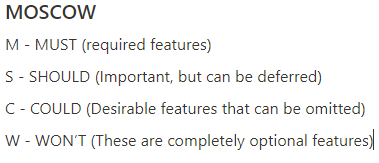 MOSCOW
M - MUST (required features)
S - SHOULD (Important, but can be deferred)
C - COULD (Desirable features that can be omitted)
W - WON'T (These are completely optional features)